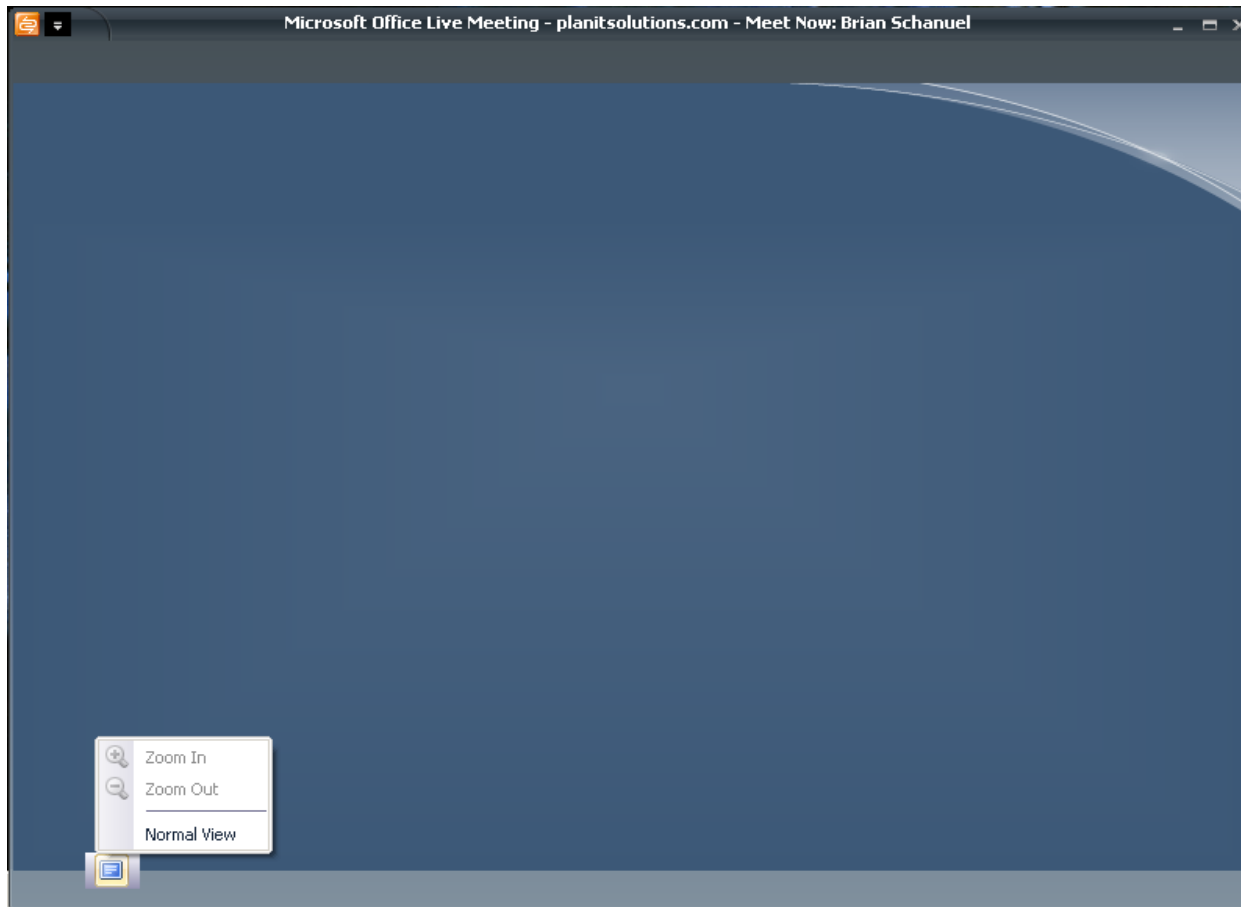 Microsoft Office Live Meeting - planitsolutions.com - Meet Now: Brian Schanuel
Zoom In
Zoom Out
Normal View